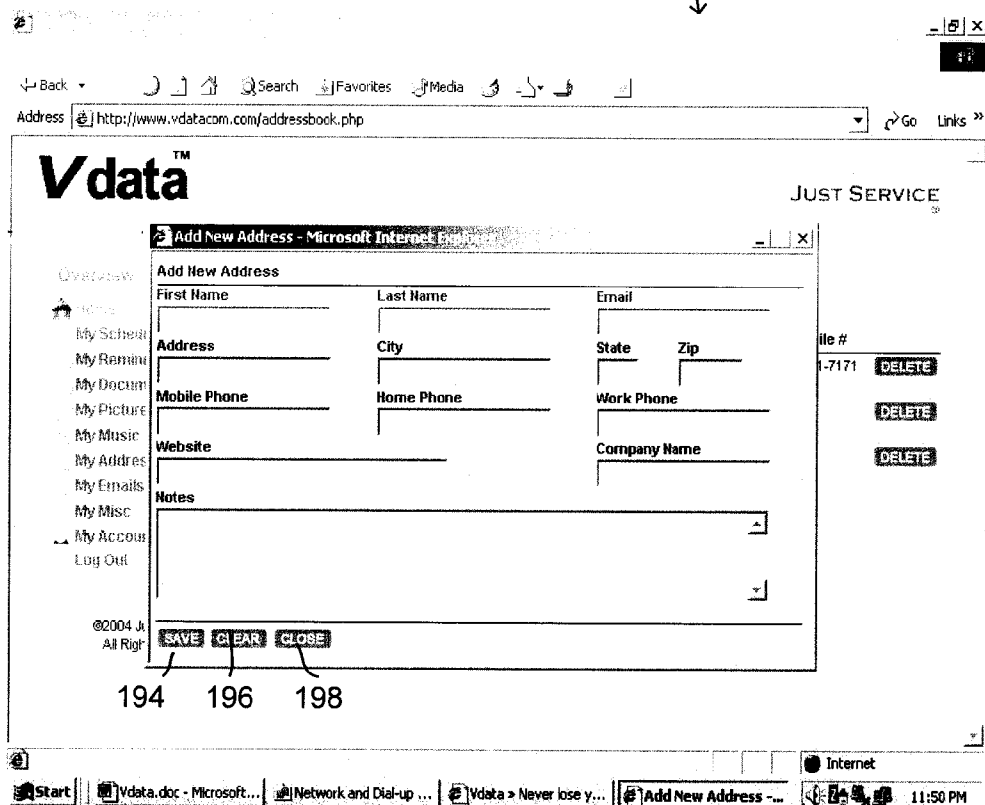 Back Search Favorites Media
Address http://www.vdatacom.com/addressbook.php Go Links »
Vdata™
JUST SERVICE
Add New Address - Microsoft Internet
Add New Address
First Name Last Name Email
Address City State Zip
Mobile Phone Home Phone Work Phone
Website Company Name
Notes
SAVE CLEAR CLOSE
Overview
Home
My Schedu
My Remin
My Docum
My Picture
My Music
My Addres
My Emails
My Misc
My Accou
Log Out
ile #
1-7171 DELETE
DELETE
DELETE
©2004 Ju
All Righ
194 196 198
Internet
Start Vdata.doc - Microsoft... Network and Dial-up ... Vdata » Never lose y... Add New Address -... 11:50 PM